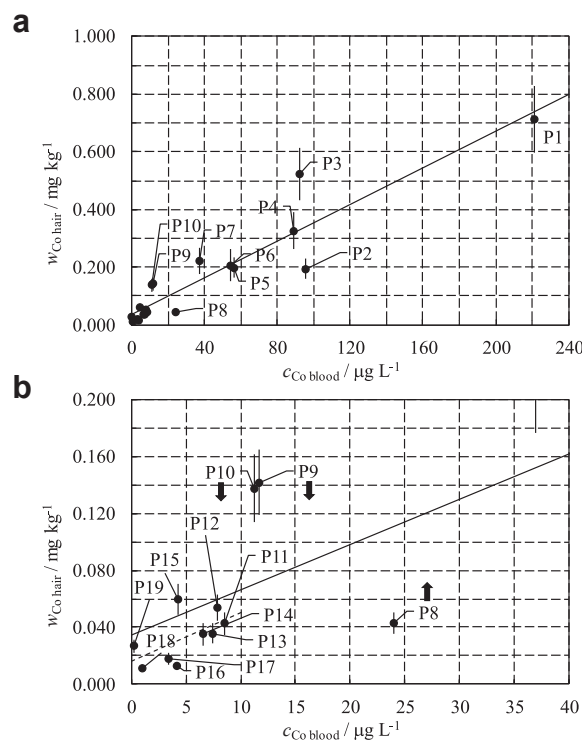 a
1.000
0.800
0.600
0.400
0.200
0.000
w Co hair / mg kg⁻¹
P1
P3
P4
P10
P7
P9
P6
P2
P5
P8
0 40 80 120 160 200 240
c Co blood / µg L⁻¹
b
0.200
0.160
0.120
0.080
0.040
0.000
w Co hair / mg kg⁻¹
P10 P9
P12
P15 P11
P19 P14
P8
P18 P13
P17
P16
0 5 10 15 20 25 30 35 40
c Co blood / µg L⁻¹